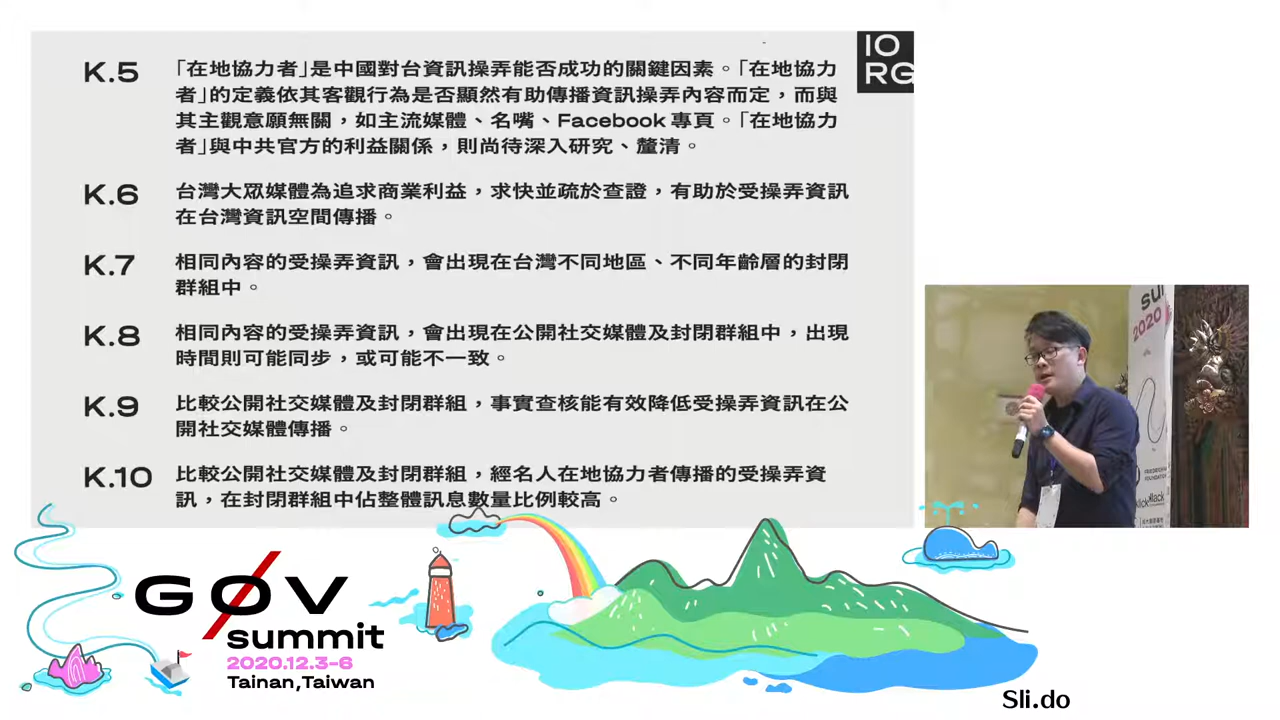 IO
RG
K.5
「在地協力者」是中國對台資訊操弄能否成功的關鍵因素。「在地協力
者」的定義依其客觀行為是否顯然有助傳播資訊操弄內容而定，而與
其主觀意願無關，如主流媒體、名嘴、Facebook 專頁。「在地協力
者」與中共官方的利益關係，則尚待深入研究、釐清。
K.6
台灣大眾媒體為追求商業利益，求快並疏於查證，有助於受操弄資訊
在台灣資訊空間傳播。
K.7
相同內容的受操弄資訊，會出現在台灣不同地區、不同年齡層的封閉
群組中。
K.8
相同內容的受操弄資訊，會出現在公開社交媒體及封閉群組中，出現
時間則可能同步，或可能不一致。
K.9
比較公開社交媒體及封閉群組，事實查核能有效降低受操弄資訊在公
開社交媒體傳播。
K.10
比較公開社交媒體及封閉群組，經名人在地協力者傳播的受操弄資
訊，在封閉群組中佔整體訊息數量比例較高。
2020
GØV
summit
2020.12.3-6
Tainan,Taiwan
Sli.do